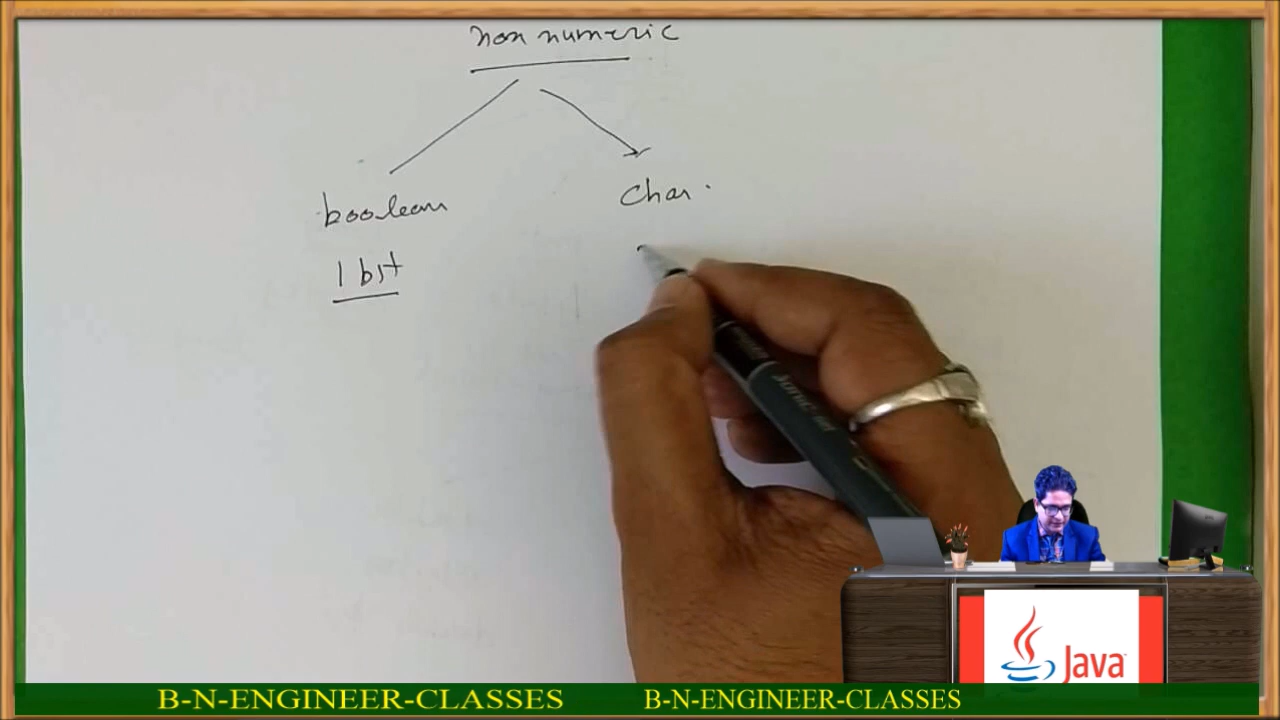 non numeric
boolean
char.
1 bit
Java
B-N-ENGINEER-CLASSES B-N-ENGINEER-CLASSES